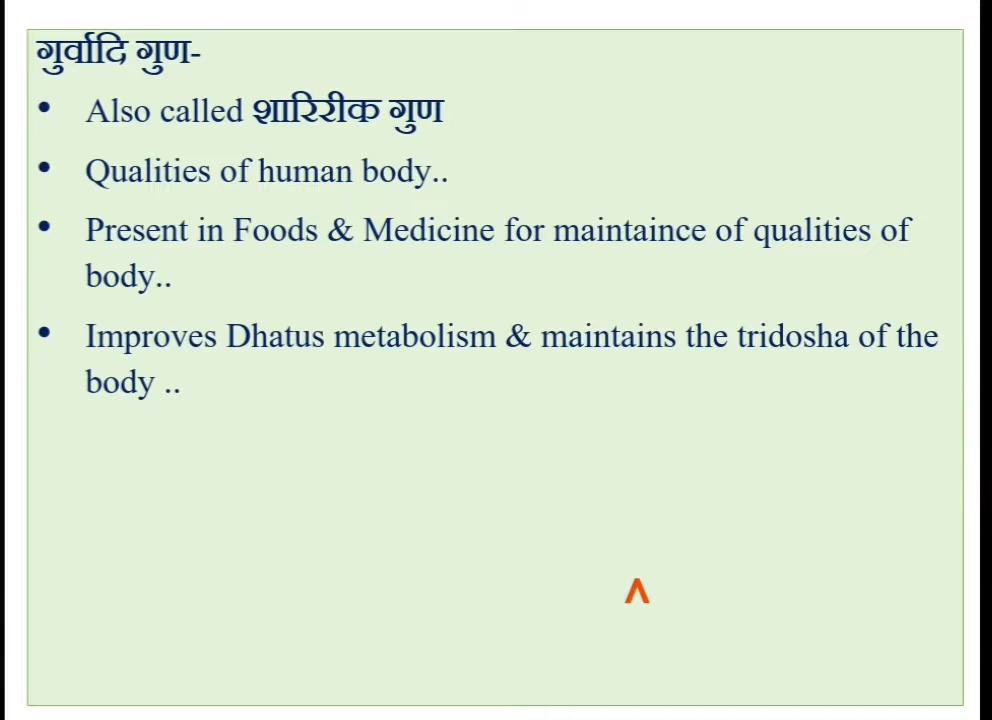 गुर्वादि गुण-
• Also called शारिरीक गुण
• Qualities of human body..
• Present in Foods & Medicine for maintaince of qualities of
body..
• Improves Dhatus metabolism & maintains the tridosha of the
body ..
^